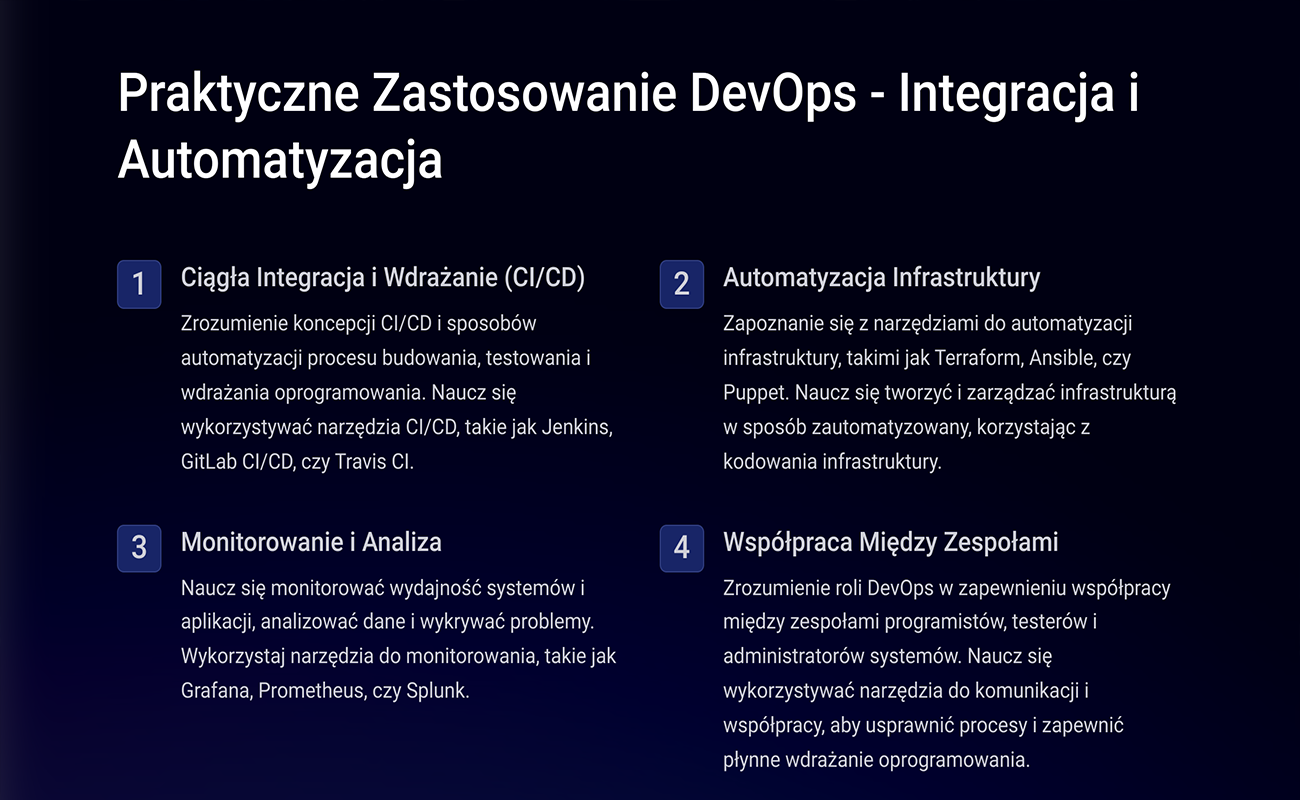 Praktyczne Zastosowanie DevOps - Integracja i
Automatyzacja
1
Ciągła Integracja i Wdrażanie (CI/CD)
Zrozumienie koncepcji CI/CD i sposobów
automatyzacji procesu budowania, testowania i
wdrażania oprogramowania. Naucz się
wykorzystywać narzędzia CI/CD, takie jak Jenkins,
GitLab CI/CD, czy Travis CI.
2
Automatyzacja Infrastruktury
Zapoznanie się z narzędziami do automatyzacji
infrastruktury, takimi jak Terraform, Ansible, czy
Puppet. Naucz się tworzyć i zarządzać infrastrukturą
w sposób zautomatyzowany, korzystając z
kodowania infrastruktury.
3
Monitorowanie i Analiza
Naucz się monitorować wydajność systemów i
aplikacji, analizować dane i wykrywać problemy.
Wykorzystaj narzędzia do monitorowania, takie jak
Grafana, Prometheus, czy Splunk.
4
Współpraca Między Zespołami
Zrozumienie roli DevOps w zapewnieniu współpracy
między zespołami programistów, testerów i
administratorów systemów. Naucz się
wykorzystywać narzędzia do komunikacji i
współpracy, aby usprawnić procesy i zapewnić
płynne wdrażanie oprogramowania.